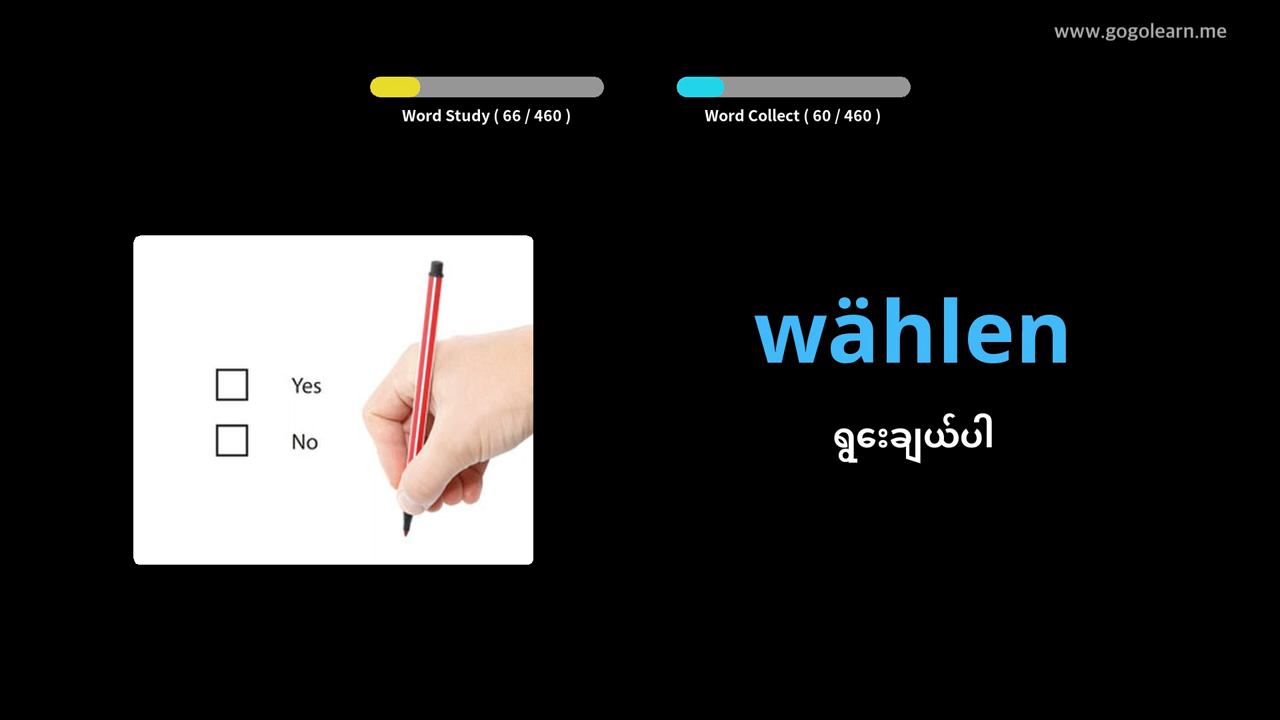 www.gogolearn.me
Word Study ( 66 / 460 )
Word Collect ( 60 / 460 )
Yes
No
wählen
ရွေးချယ်ပါ